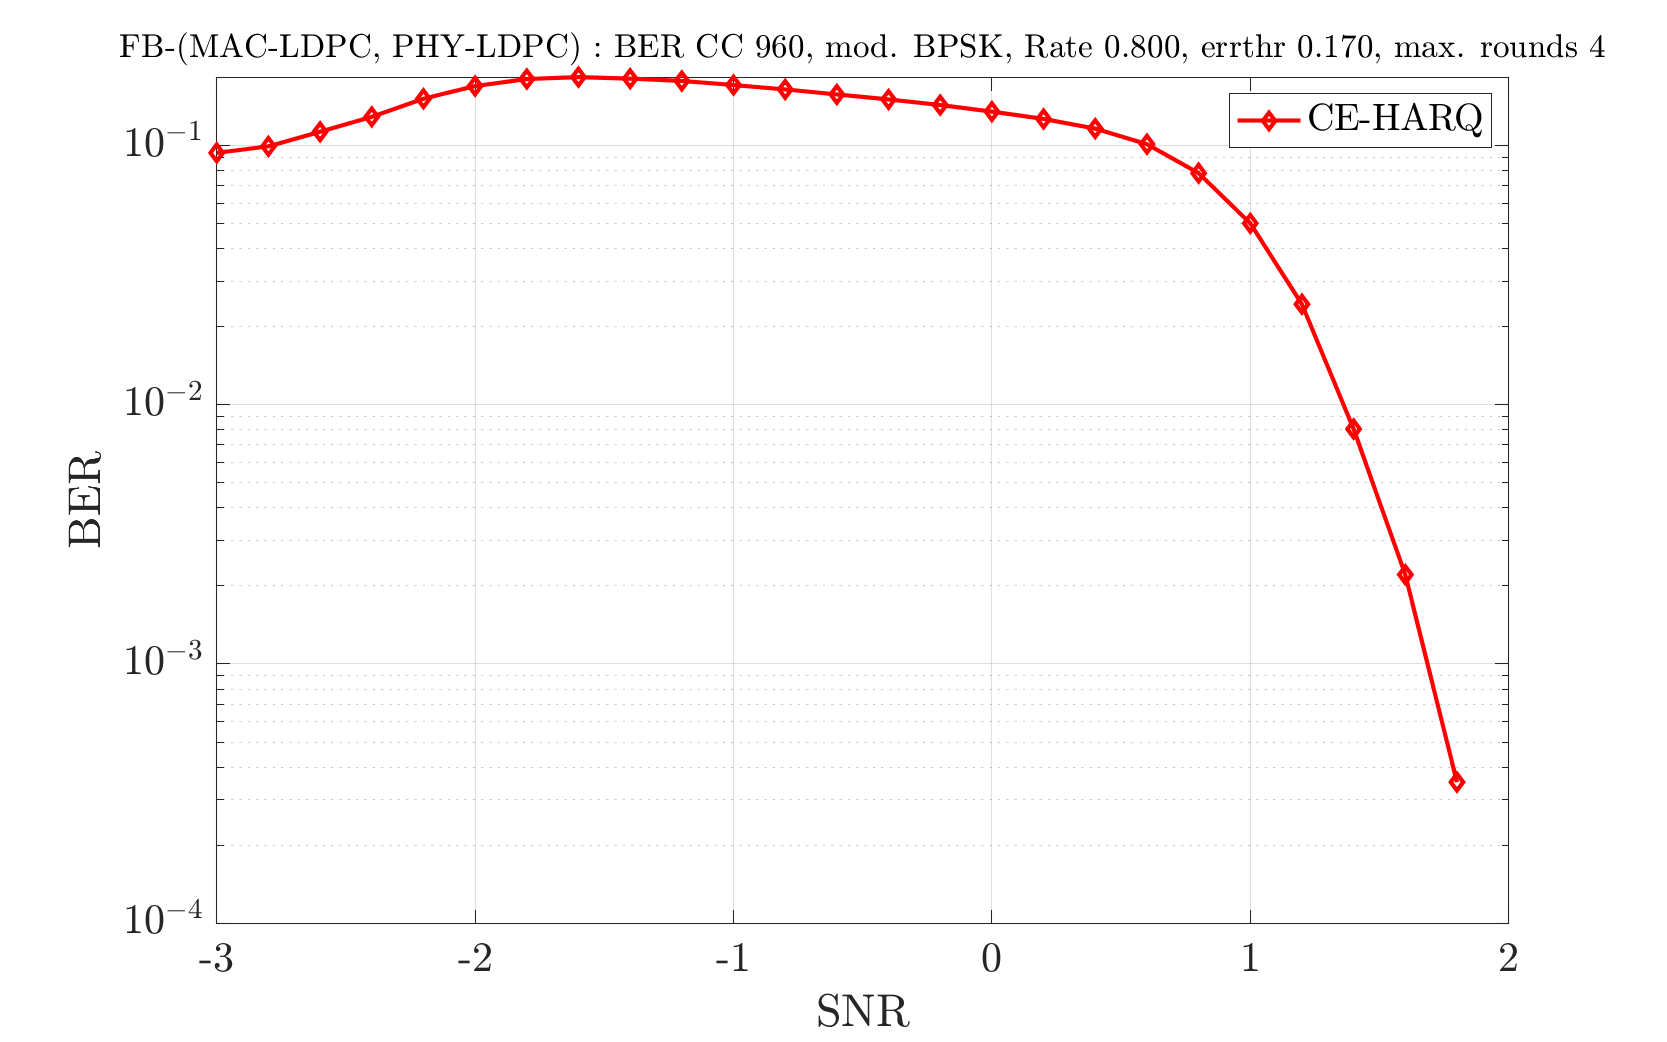 FB-(MAC-LDPC, PHY-LDPC) : BER CC 960, mod. BPSK, Rate 0.800, errthr 0.170, max. rounds 4
CE-HARQ
10⁻¹
10⁻²
10⁻³
10⁻⁴
BER
-3 -2 -1 0 1 2
SNR